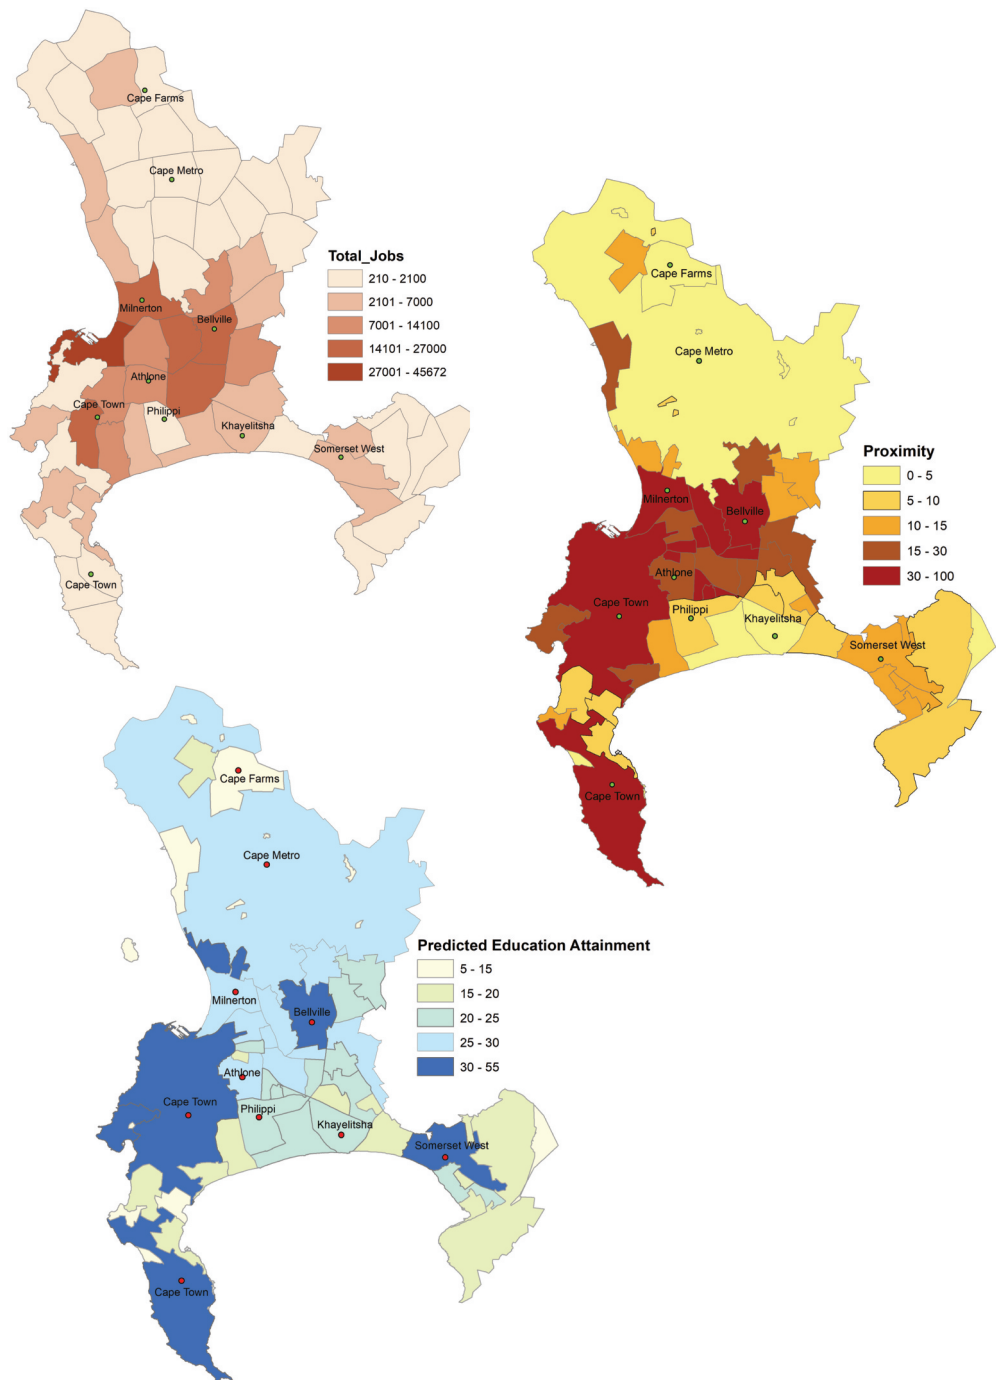 Cape Farms
Cape Metro
Total_Jobs
210 - 2100
2101 - 7000
7001 - 14100
14101 - 27000
27001 - 45672
Milnerton
Bellville
Athlone
Cape Town
Philippi
Khayelitsha
Somerset West
Cape Town
Cape Farms
Cape Metro
Proximity
0 - 5
5 - 10
10 - 15
15 - 30
30 - 100
Milnerton
Bellville
Athlone
Cape Town
Philippi
Khayelitsha
Somerset West
Cape Town
Cape Farms
Cape Metro
Predicted Education Attainment
5 - 15
15 - 20
20 - 25
25 - 30
30 - 55
Milnerton
Bellville
Athlone
Cape Town
Philippi
Khayelitsha
Somerset West
Cape Town